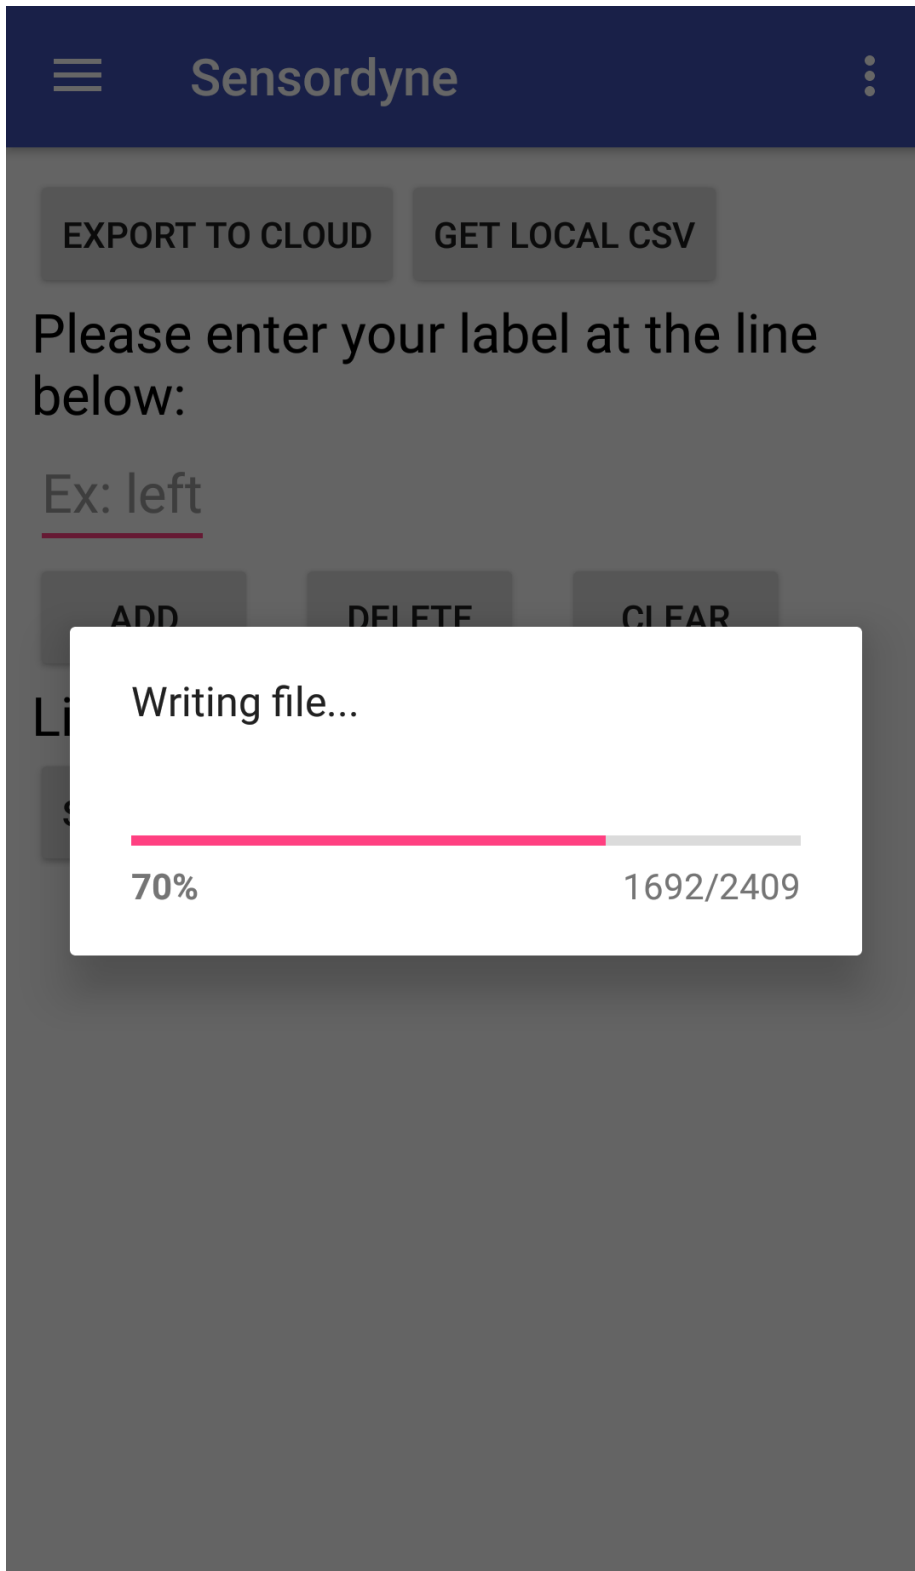 Sensordyne
EXPORT TO CLOUD GET LOCAL CSV
Please enter your label at the line
below:
Ex: left
ADD DELETE CLEAR
Writing file...
70% 1692/2409